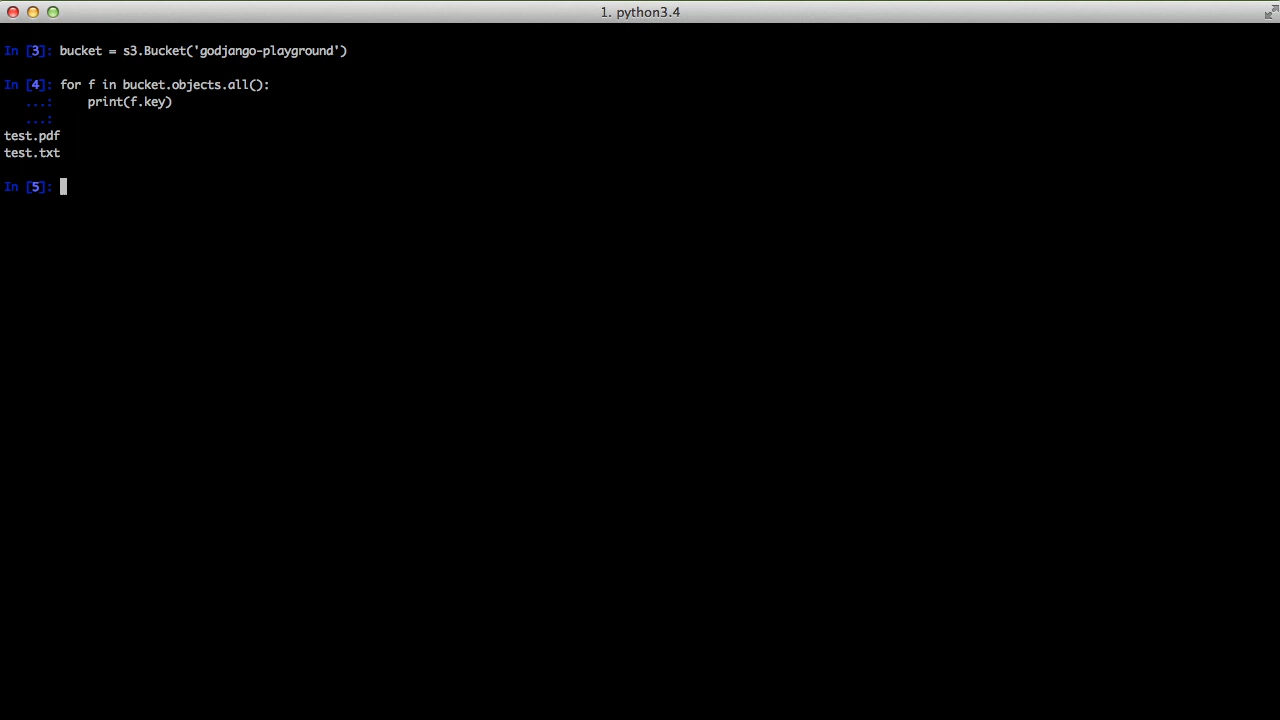 1. python3.4
In [3]: bucket = s3.Bucket('godjango-playground')
In [4]: for f in bucket.objects.all():
   ...:     print(f.key)
   ...:
test.pdf
test.txt
In [5]: